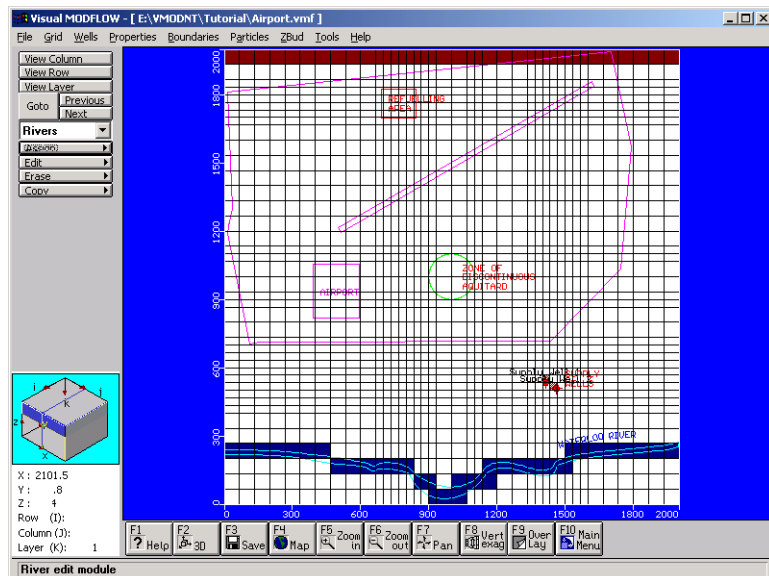 Visual MODFLOW - [ E:\VMODNT\Tutorial\Airport.vmf ]
File Grid Wells Properties Boundaries Particles ZBud Tools Help
View Column
View Row
View Layer
Goto
Previous
Next
Rivers
Edit
Erase
Copy
2000
1800
1500
1200
900
600
300
0
REFUELLING
AREA
ZONE OF
DISCONTINUOUS
AQUITARD
AIRPORT
Supply Well
Supply We
SUPPLY
WELLS
WATERLOO RIVER
0 300 600 900 1200 1500 1800 2000
i
j
K
z
x
X : 2101.5
Y : .8
Z : 4
Row (I):
Column (J):
Layer (K): 1
F1 ? Help
F2 3D
F3 Save
F4 Map
F5 Zoom in
F6 Zoom out
F7 Pan
F8 Vert exag
F9 Over Lay
F10 Main Menu
River edit module